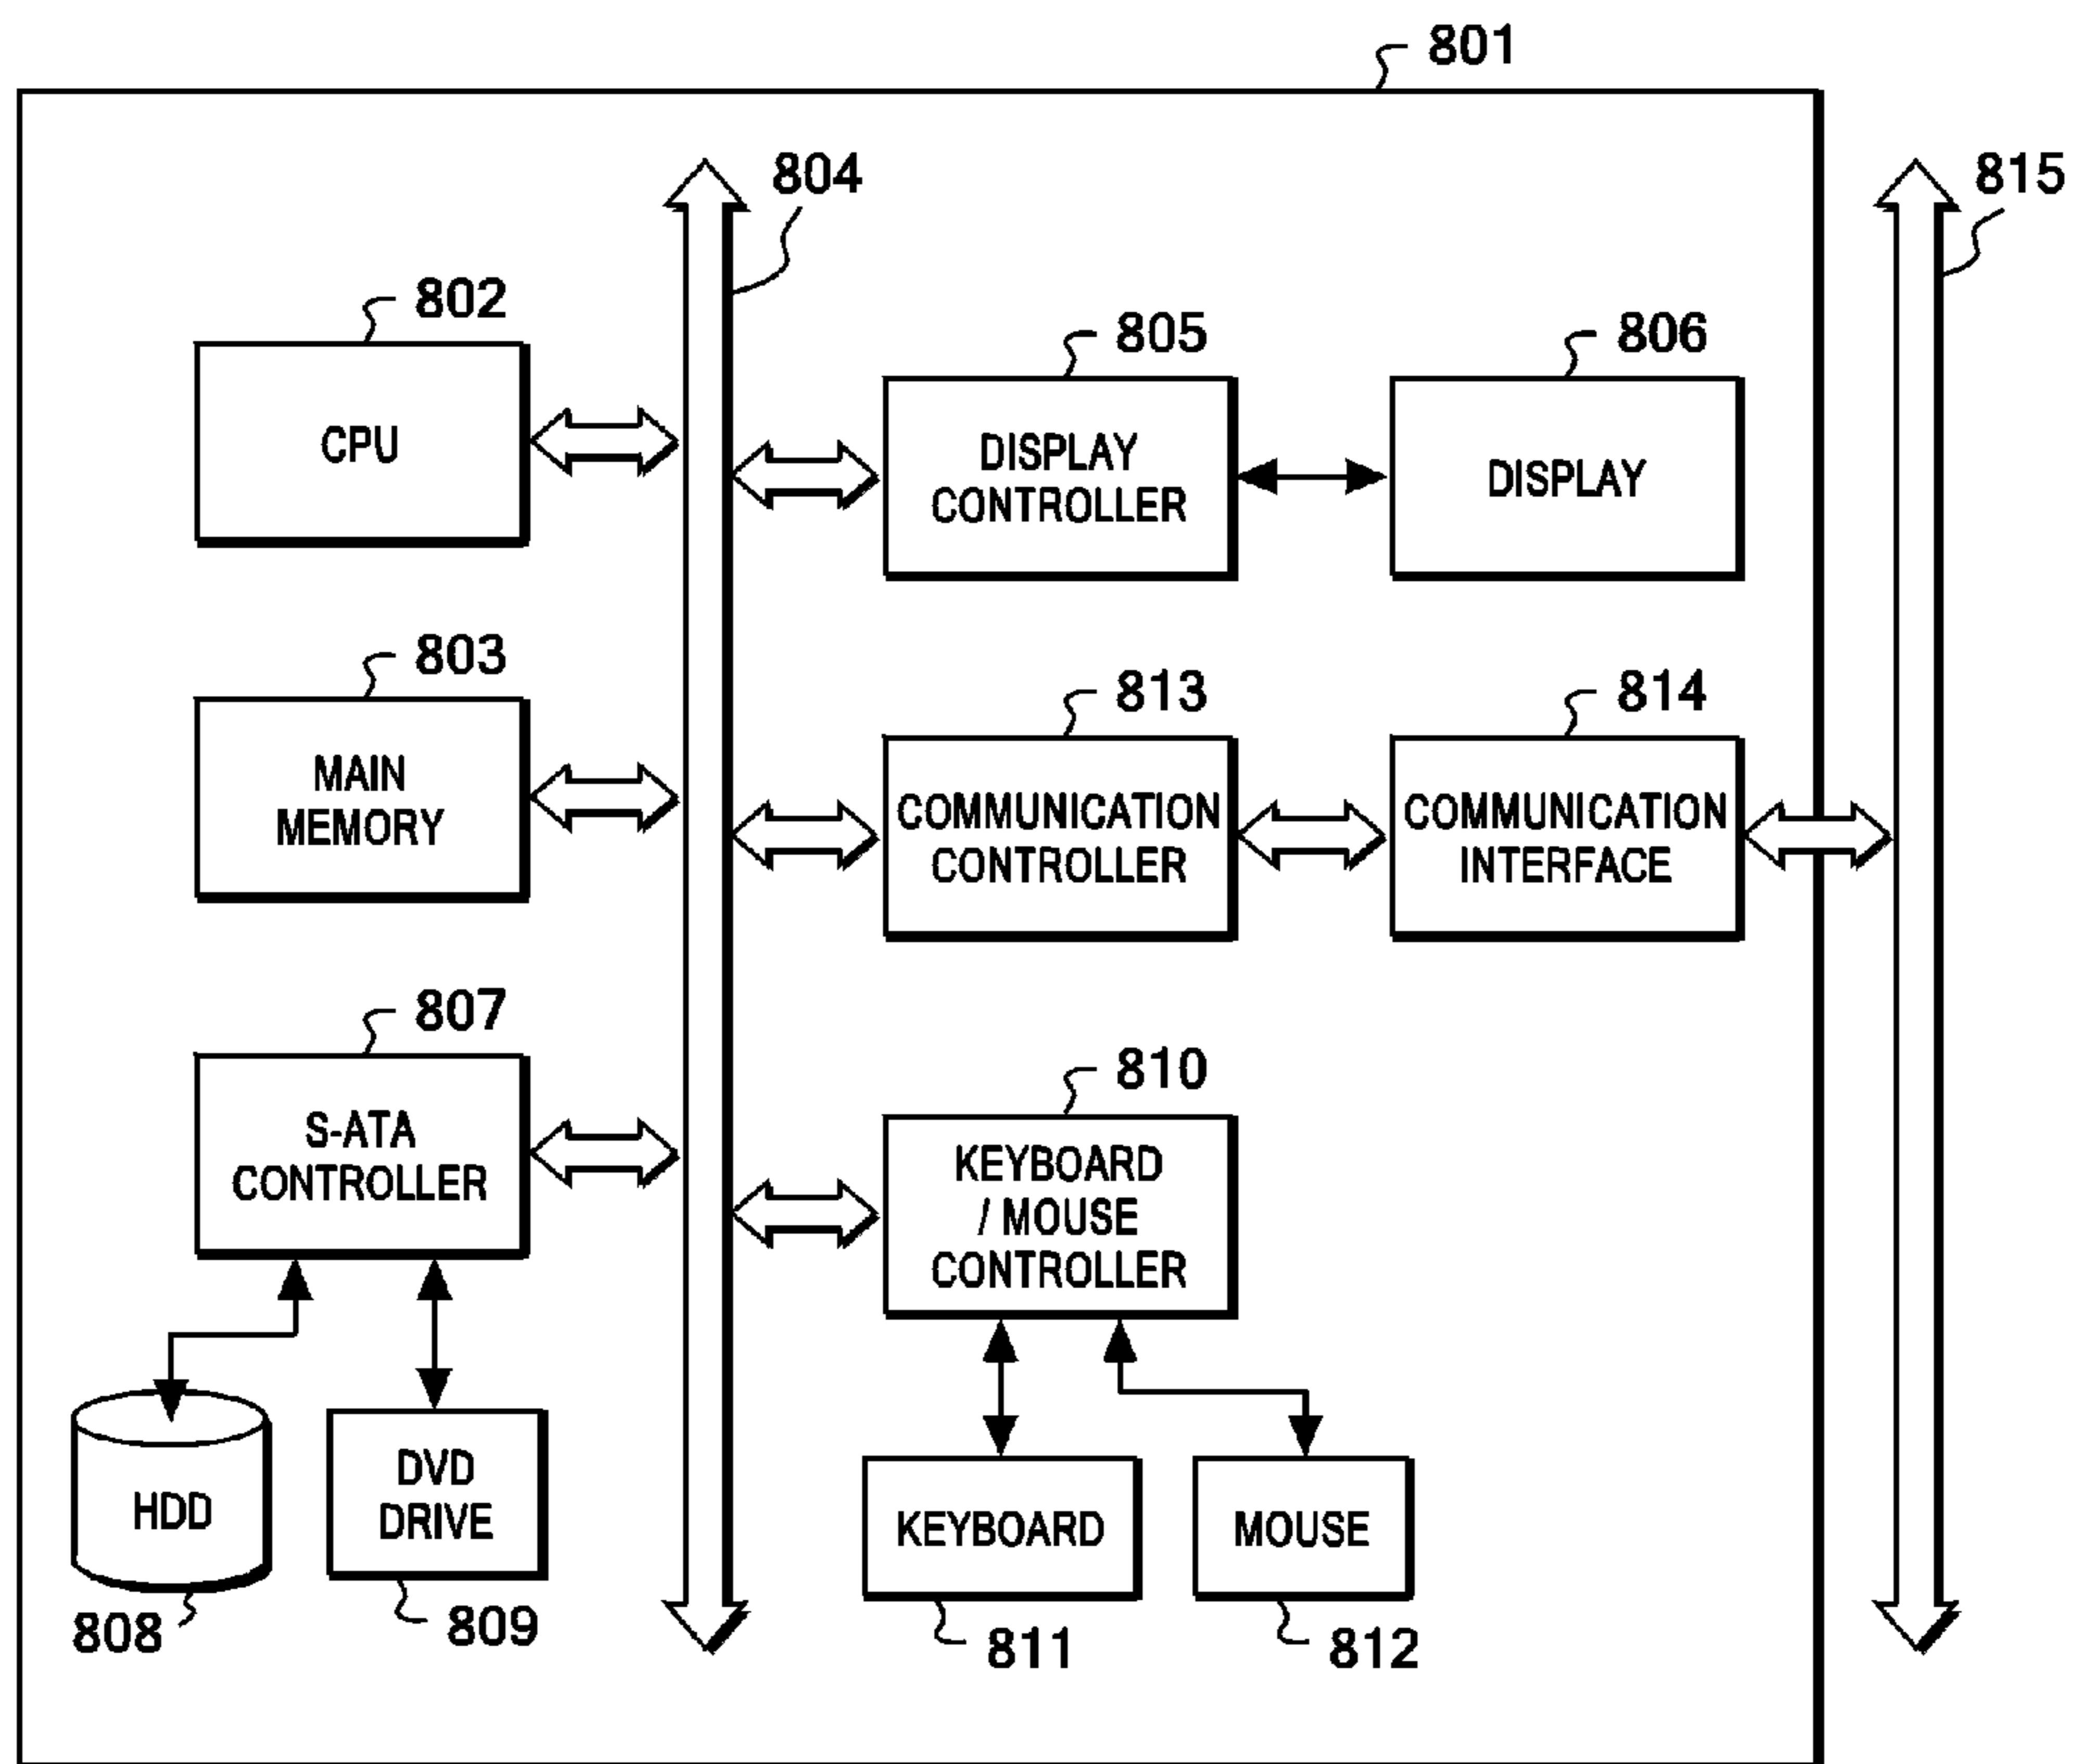 801
804
815
802
805
806
CPU
DISPLAY
CONTROLLER
DISPLAY
803
813
814
MAIN
MEMORY
COMMUNICATION
CONTROLLER
COMMUNICATION
INTERFACE
807
810
S-ATA
CONTROLLER
KEYBOARD
/ MOUSE
CONTROLLER
HDD
DVD
DRIVE
KEYBOARD
MOUSE
808
809
811
812